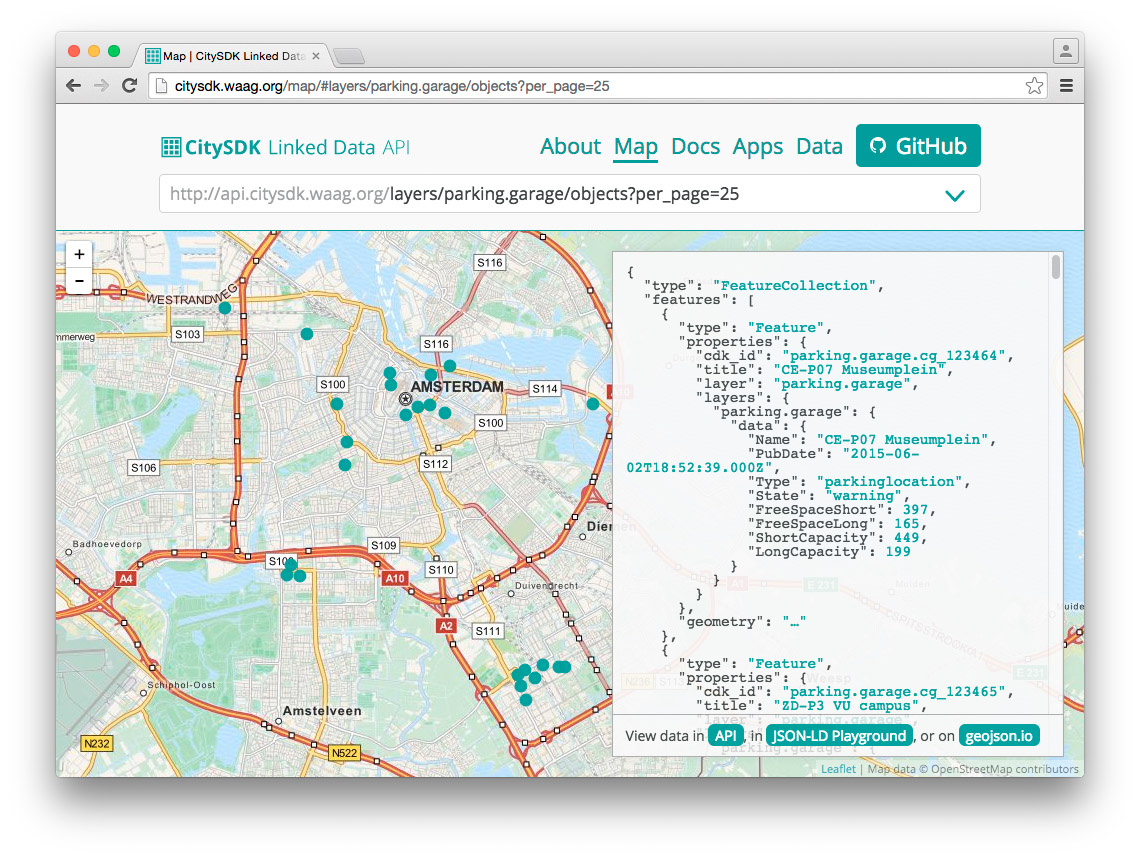 Map | CitySDK Linked Data
citysdk.waag.org/map/#layers/parking.garage/objects?per_page=25
CitySDK Linked Data API
About Map Docs Apps Data GitHub
http://api.citysdk.waag.org/layers/parking.garage/objects?per_page=25
+
−
S116
WESTRANDWEG
S103
mmerweg
S116
S100
AMSTERDAM
S114
S100
S106
S112
Diemen
Badhoevedorp
S109
S110
A4
A10
Duivendrecht
A2
S111
Schiphol-Oost
Amstelveen
N232
N522
{
"type": "FeatureCollection",
"features": [
{
"type": "Feature",
"properties": {
"cdk_id": "parking.garage.cg_123464",
"title": "CE-P07 Museumplein",
"layer": "parking.garage",
"layers": {
"parking.garage": {
"data": {
"Name": "CE-P07 Museumplein",
"PubDate": "2015-06-
02T18:52:39.000Z",
"Type": "parkinglocation",
"State": "warning",
"FreeSpaceShort": 397,
"FreeSpaceLong": 165,
"ShortCapacity": 449,
"LongCapacity": 199
}
}
}
},
"geometry": "…"
},
{
"type": "Feature",
"properties": {
"cdk_id": "parking.garage.cg_123465",
"title": "ZD-P3 VU campus",
"layer": "parking.garage",
"parking.garage": {
A1
E 231
Weesp
N236
S113
E 231
View data in API, in JSON-LD Playground, or on geojson.io
Leaflet | Map data © OpenStreetMap contributors